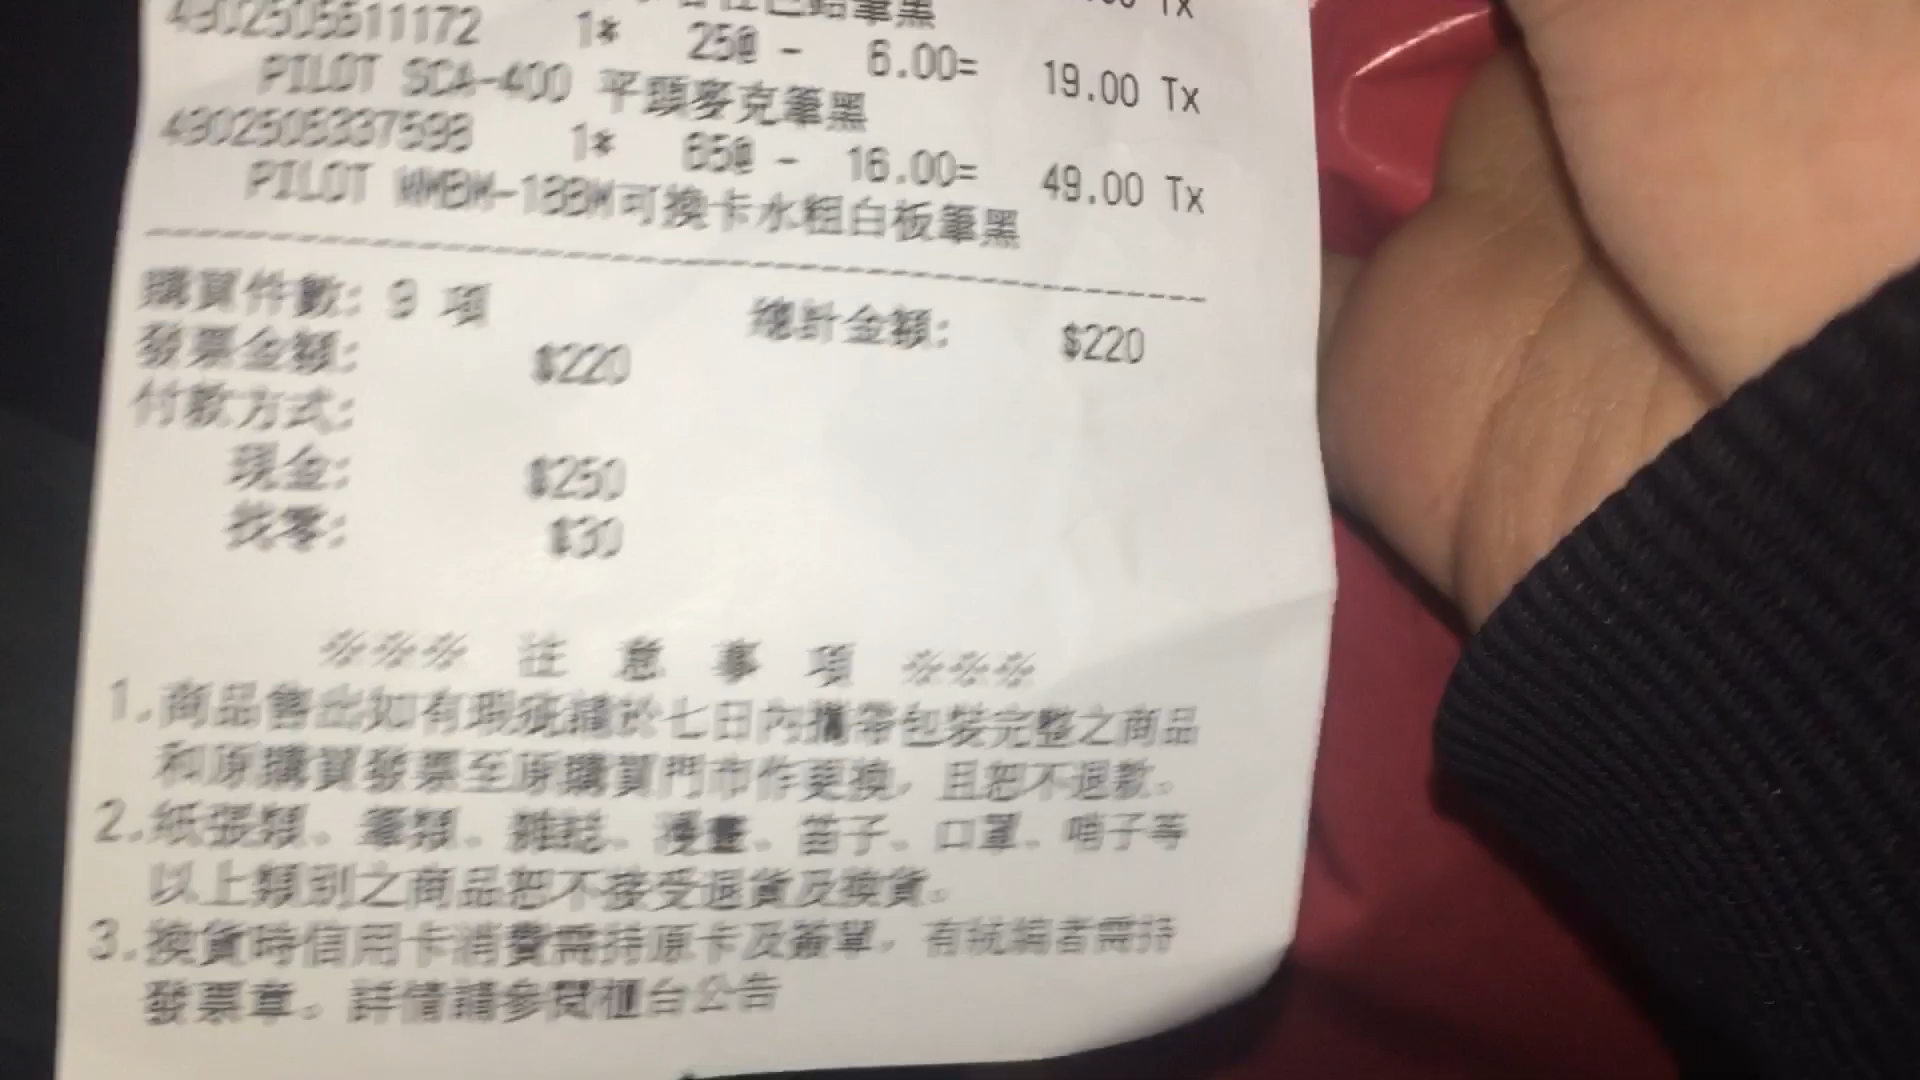 鉛筆黑
4902505611172 1* 25@ - 6.00= 19.00 Tx
PILOT SCA-400 平頭麥克筆黑
4902505337598 1* 65@ - 16.00= 49.00 Tx
PILOT WMBM-18BM可換卡水粗白板筆黑
購買件數: 9 項 總計金額: $220
發票金額: $220
付款方式:
現金: $250
找零: $30
※※※ 注 意 事 項 ※※※
1.商品售出如有瑕疵請於七日內攜帶包裝完整之商品
和原購買發票至原購買門市作更換，且恕不退款。
2.紙張類、筆類、雜誌、漫畫、笛子、口罩、哨子等
以上類別之商品恕不接受退貨及換貨。
3.換貨時信用卡消費需持原卡及簽單，有統編者需持
發票章。詳情請參閱櫃台公告